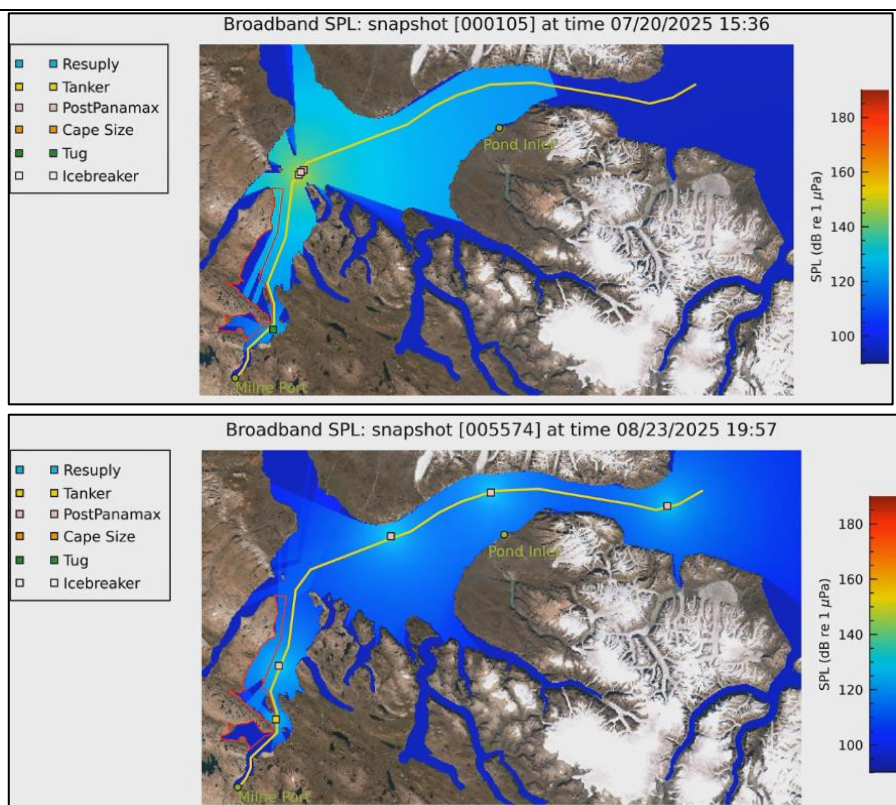 Broadband SPL: snapshot [000105] at time 07/20/2025 15:36
Resuply
Tanker
PostPanamax
Cape Size
Tug
Icebreaker
Pond Inlet
Milne Port
180
160
140
120
100
SPL (dB re 1 μPa)
Broadband SPL: snapshot [005574] at time 08/23/2025 19:57
Resuply
Tanker
PostPanamax
Cape Size
Tug
Icebreaker
Pond Inlet
Milne Port
180
160
140
120
100
SPL (dB re 1 μPa)